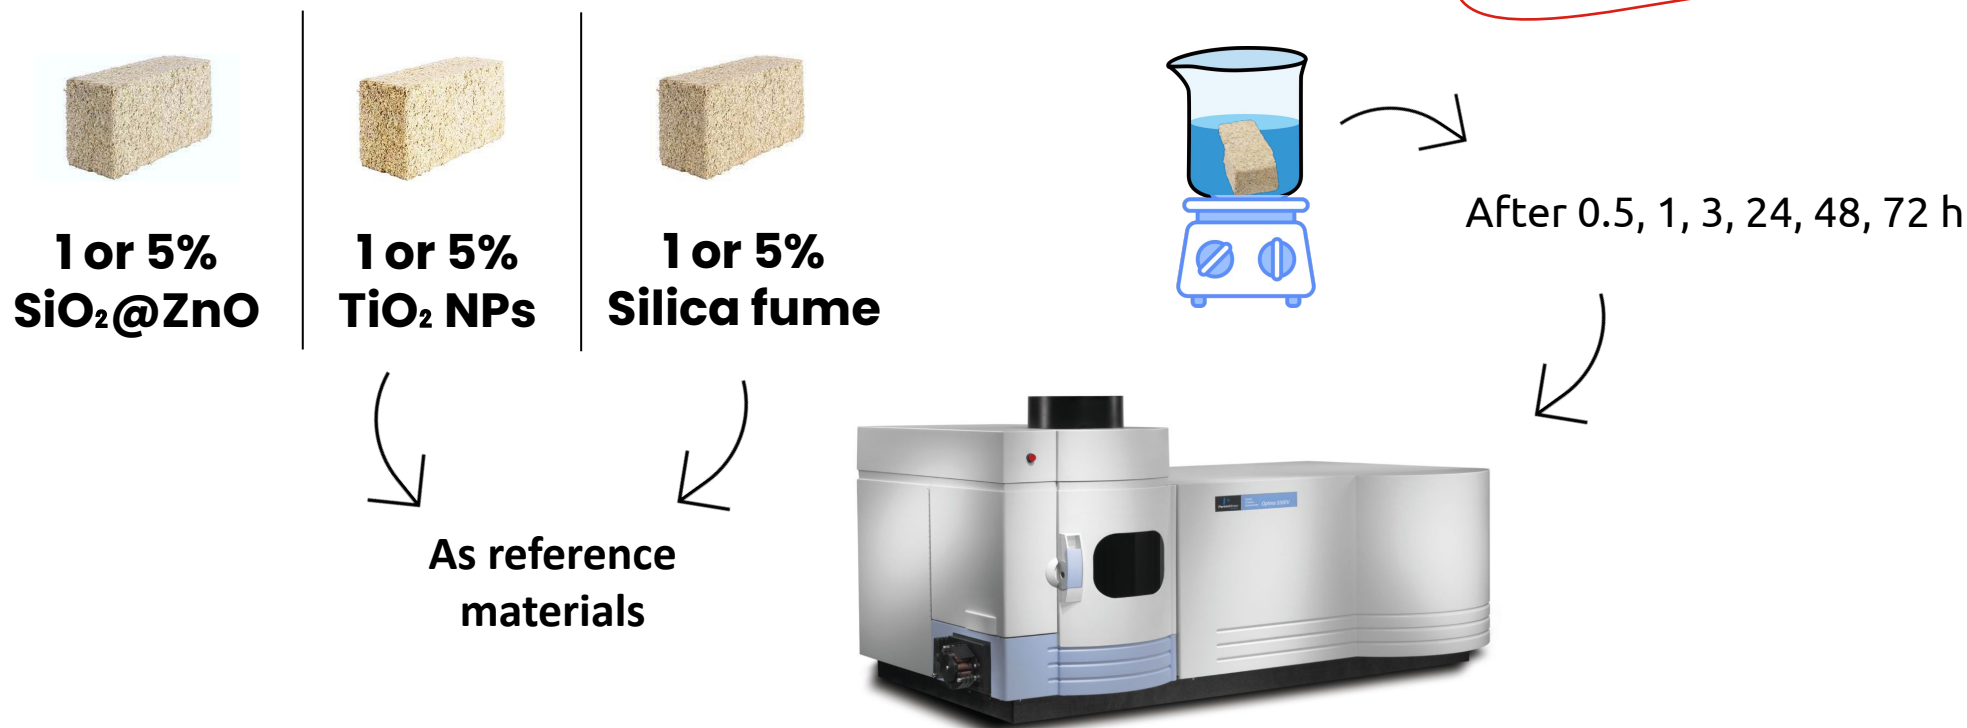 1 or 5%
SiO₂@ZnO
1 or 5%
TiO₂ NPs
1 or 5%
Silica fume
As reference
materials
After 0.5, 1, 3, 24, 48, 72 h